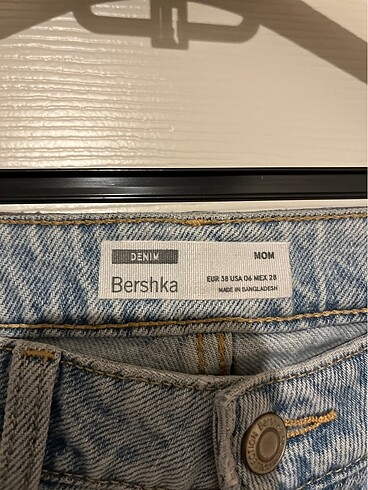 DENIM
MOM
Bershka
EUR 38 USA 06 MEX 28
MADE IN BANGLADESH